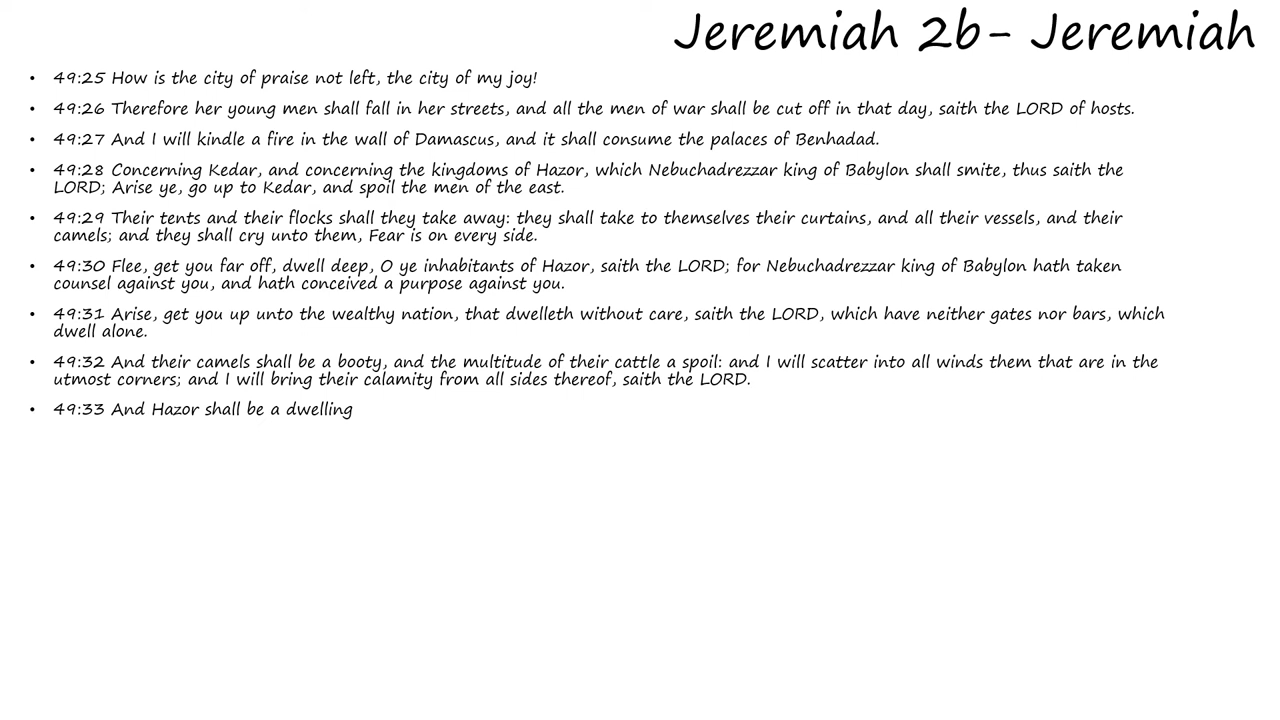 Jeremiah 2b- Jeremiah
• 49:25 How is the city of praise not left, the city of my joy!
• 49:26 Therefore her young men shall fall in her streets, and all the men of war shall be cut off in that day, saith the LORD of hosts.
• 49:27 And I will kindle a fire in the wall of Damascus, and it shall consume the palaces of Benhadad.
• 49:28 Concerning Kedar, and concerning the kingdoms of Hazor, which Nebuchadrezzar king of Babylon shall smite, thus saith the
LORD; Arise ye, go up to Kedar, and spoil the men of the east.
• 49:29 Their tents and their flocks shall they take away: they shall take to themselves their curtains, and all their vessels, and their
camels; and they shall cry unto them, Fear is on every side.
• 49:30 Flee, get you far off, dwell deep, O ye inhabitants of Hazor, saith the LORD; for Nebuchadrezzar king of Babylon hath taken
counsel against you, and hath conceived a purpose against you.
• 49:31 Arise, get you up unto the wealthy nation, that dwelleth without care, saith the LORD, which have neither gates nor bars, which
dwell alone.
• 49:32 And their camels shall be a booty, and the multitude of their cattle a spoil: and I will scatter into all winds them that are in the
utmost corners; and I will bring their calamity from all sides thereof, saith the LORD.
• 49:33 And Hazor shall be a dwelling